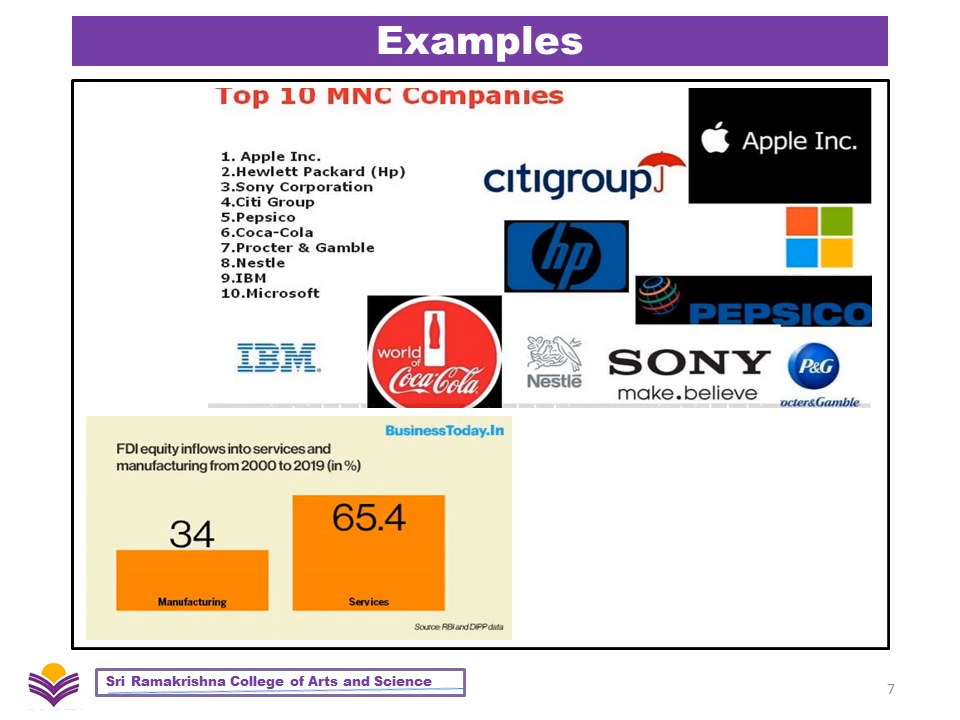 Examples
Top 10 MNC Companies
1. Apple Inc.
2.Hewlett Packard (Hp)
3.Sony Corporation
4.Citi Group
5.Pepsico
6.Coca-Cola
7.Procter & Gamble
8.Nestle
9.IBM
10.Microsoft
Apple Inc.
citigroup
hp
PEPSICO
IBM.
world
of
Coca-Cola
Nestlē
SONY
make.believe
P&G
octer&Gamble
BusinessToday.In
FDI equity inflows into services and
manufacturing from 2000 to 2019 (in %)
34
65.4
Manufacturing
Services
Source: RBI and DIPP data
Sri Ramakrishna College of Arts and Science
7